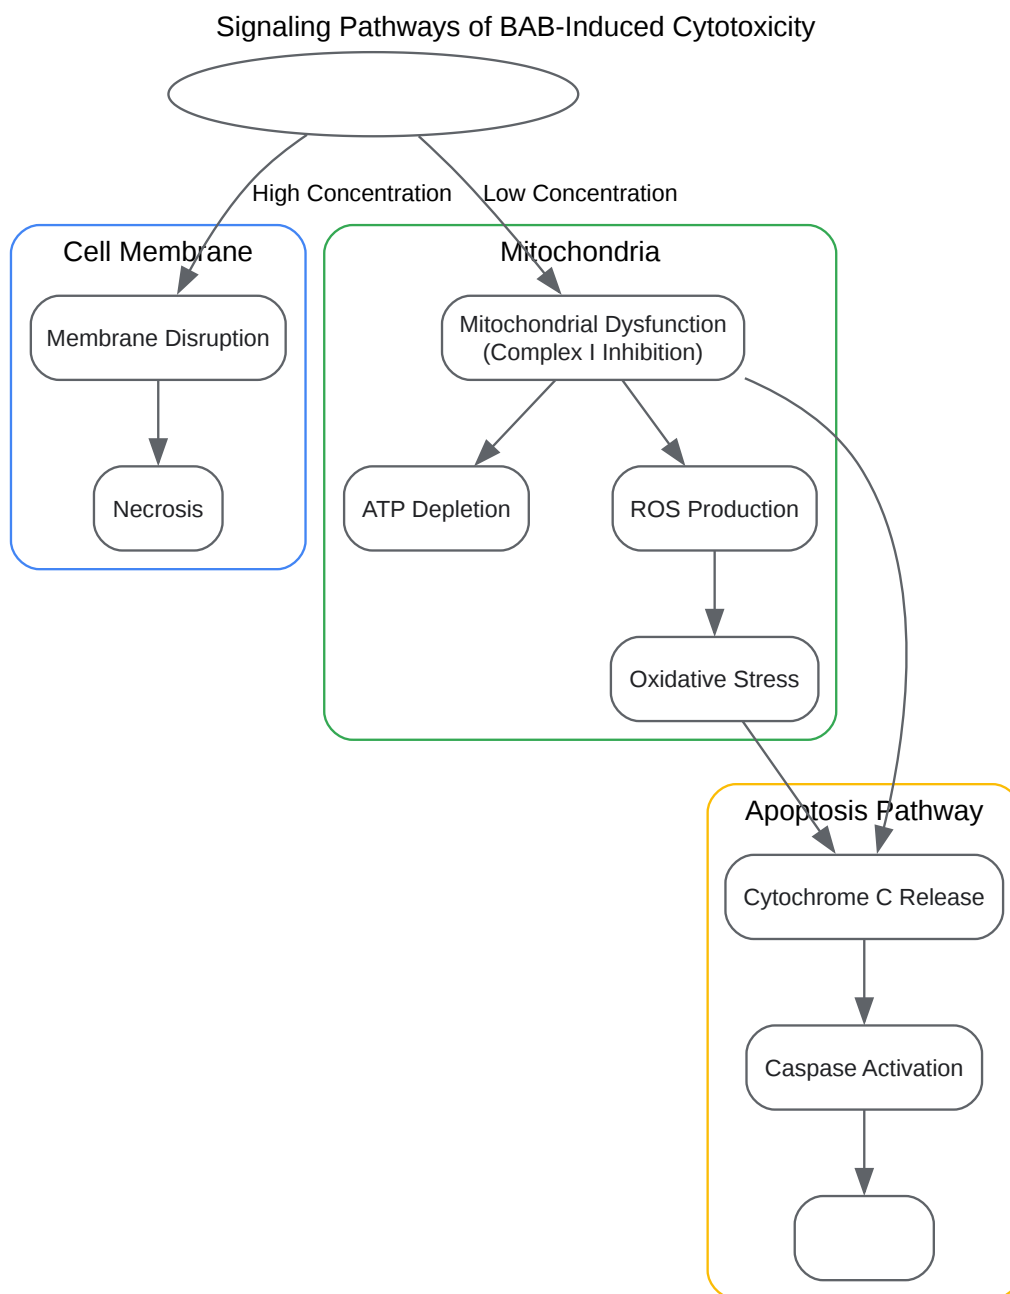 Signaling Pathways of BAB-Induced Cytotoxicity
High Concentration
Low Concentration
Cell Membrane
Mitochondria
Membrane Disruption
Mitochondrial Dysfunction
(Complex I Inhibition)
Necrosis
ATP Depletion
ROS Production
Oxidative Stress
Apoptosis Pathway
Cytochrome C Release
Caspase Activation